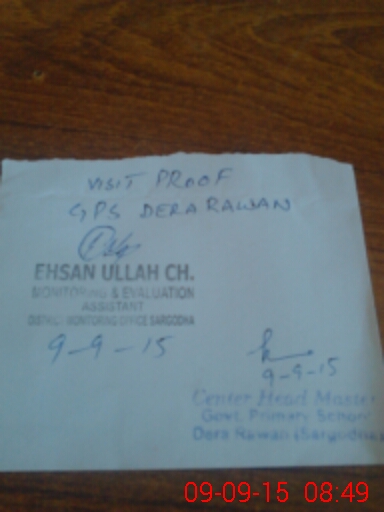 VISIT PROOF
GPS DERA RAWAN
EHSAN ULLAH CH.
MONITORING & EVALUATION
ASSISTANT
DISTRICT MONITORING OFFICE SARGODHA
9-9-15
9-9-15
Center Head Master
Govt. Primary School
Dera Rawan (Sargodha)
09-09-15 08:49